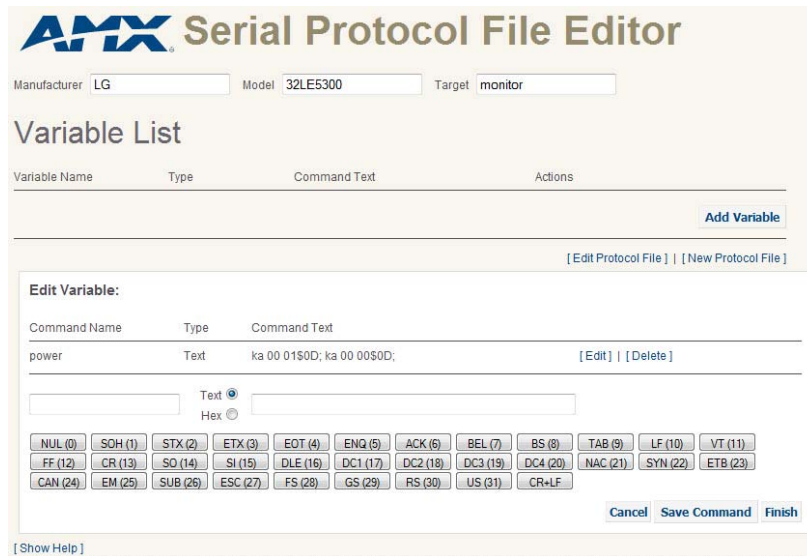 AMX. Serial Protocol File Editor
Manufacturer LG Model 32LE5300 Target monitor
Variable List
Variable Name Type Command Text Actions
Add Variable
[ Edit Protocol File ] | [ New Protocol File ]
Edit Variable:
Command Name Type Command Text
power Text ka 00 01$0D; ka 00 00$0D; [ Edit ] | [ Delete ]
Text
Hex
NUL (0) SOH (1) STX (2) ETX (3) EOT (4) ENQ (5) ACK (6) BEL (7) BS (8) TAB (9) LF (10) VT (11)
FF (12) CR (13) SO (14) SI (15) DLE (16) DC1 (17) DC2 (18) DC3 (19) DC4 (20) NAC (21) SYN (22) ETB (23)
CAN (24) EM (25) SUB (26) ESC (27) FS (28) GS (29) RS (30) US (31) CR+LF
Cancel Save Command Finish
[ Show Help ]